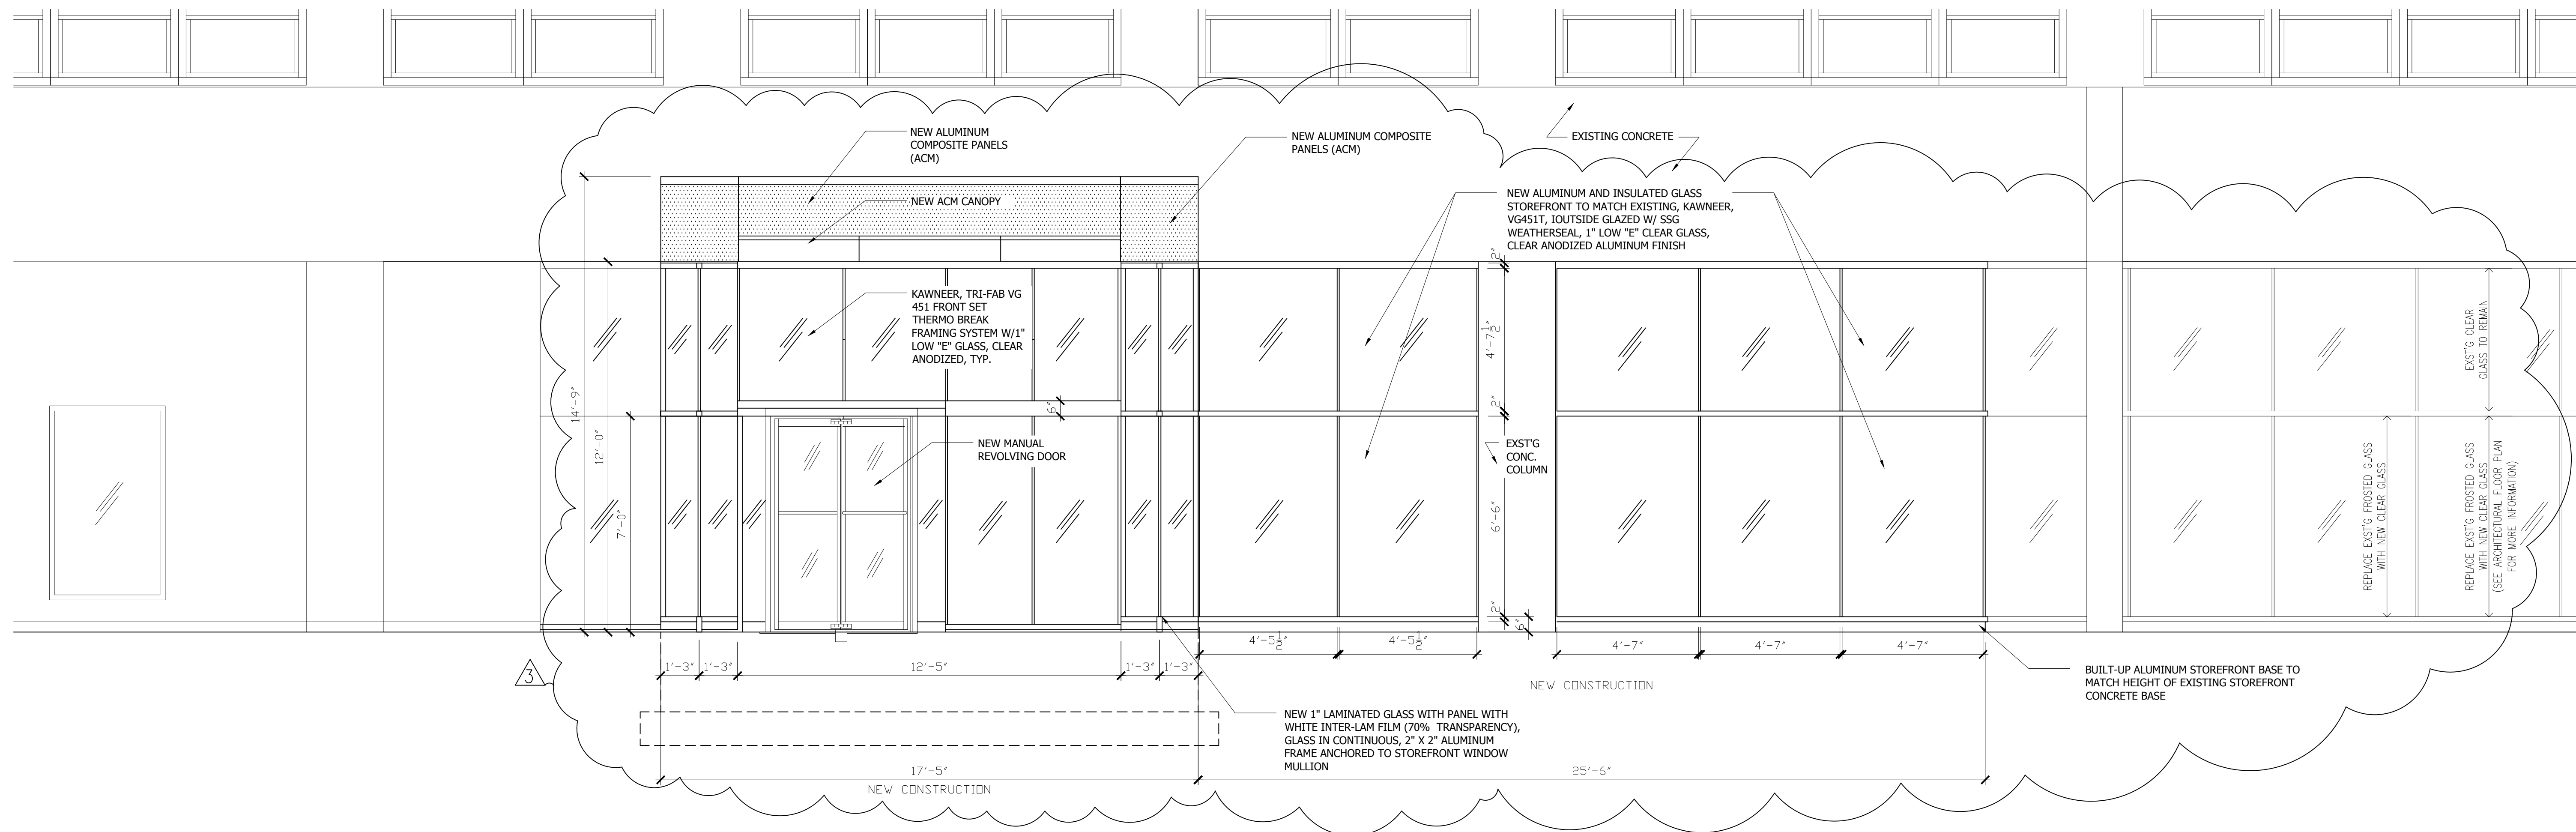 NEW ALUMINUM
COMPOSITE PANELS
(ACM)
NEW ALUMINUM COMPOSITE
PANELS (ACM)
EXISTING CONCRETE
NEW ACM CANOPY
NEW ALUMINUM AND INSULATED GLASS
STOREFRONT TO MATCH EXISTING, KAWNEER,
VG451T, IOUTSIDE GLAZED W/ SSG
WEATHERSEAL, 1" LOW "E" CLEAR GLASS,
CLEAR ANODIZED ALUMINUM FINISH
KAWNEER, TRI-FAB VG
451 FRONT SET
THERMO BREAK
FRAMING SYSTEM W/1"
LOW "E" GLASS, CLEAR
ANODIZED, TYP.
14'-9"
12'-0"
7'-0"
6"
NEW MANUAL
REVOLVING DOOR
2"
4'-7 1/2"
2"
6'-6"
2"
6"
EXST'G
CONC.
COLUMN
EXST'G CLEAR
GLASS TO REMAIN
REPLACE EXST'G FROSTED GLASS
WITH NEW CLEAR GLASS
REPLACE EXST'G FROSTED GLASS
WITH NEW CLEAR GLASS
(SEE ARCHITECTURAL FLOOR PLAN
FOR MORE INFORMATION)
4'-5 1/2"
4'-5 1/2"
4'-7"
4'-7"
4'-7"
1'-3"
1'-3"
12'-5"
1'-3"
1'-3"
3
NEW CONSTRUCTION
BUILT-UP ALUMINUM STOREFRONT BASE TO
MATCH HEIGHT OF EXISTING STOREFRONT
CONCRETE BASE
NEW 1" LAMINATED GLASS WITH PANEL WITH
WHITE INTER-LAM FILM (70% TRANSPARENCY),
GLASS IN CONTINUOUS, 2" X 2" ALUMINUM
FRAME ANCHORED TO STOREFRONT WINDOW
MULLION
17'-5"
25'-6"
NEW CONSTRUCTION